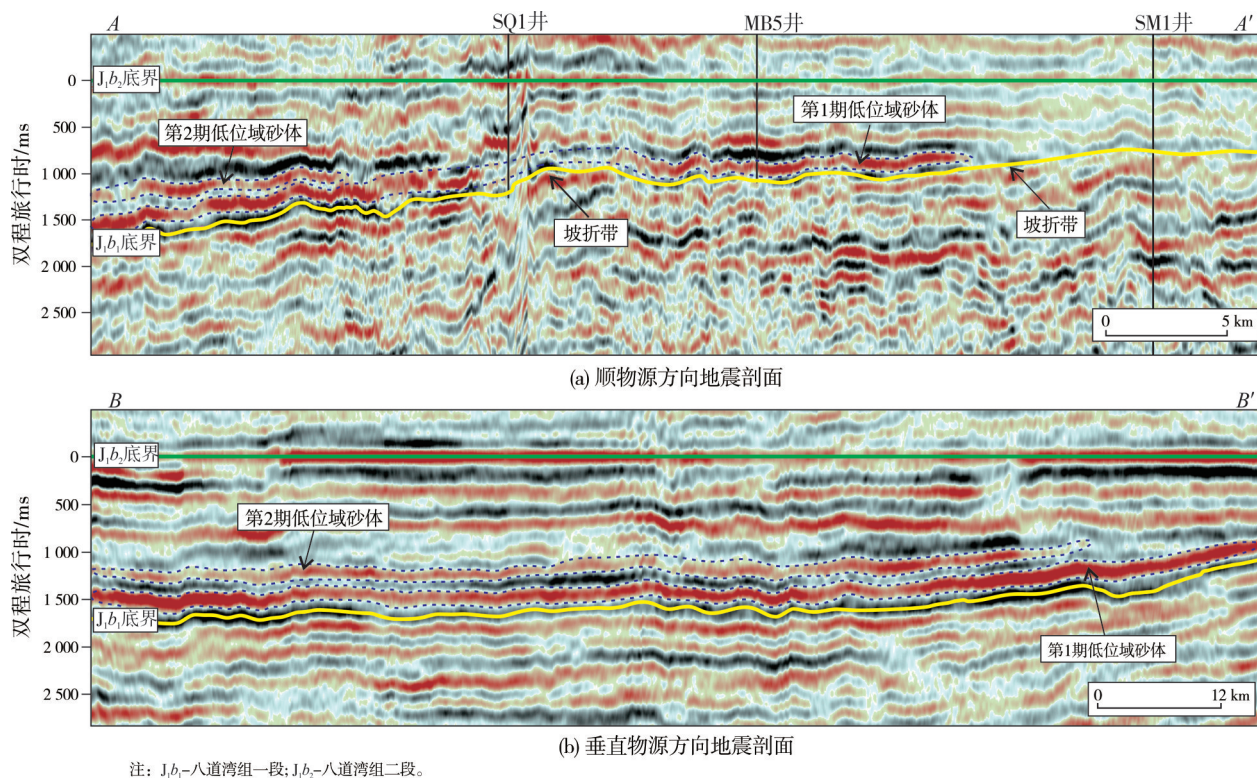 A SQ1井 MB5井 SM1井 A′
J₁b₂底界
第1期低位域砂体
第2期低位域砂体
坡折带
坡折带
J₁b₁底界
双程旅行时/ms
0
500
1 000
1 500
2 000
2 500
0 5 km
(a) 顺物源方向地震剖面
B B′
J₁b₂底界
第2期低位域砂体
J₁b₁底界
第1期低位域砂体
双程旅行时/ms
0
500
1 000
1 500
2 000
2 500
0 12 km
(b) 垂直物源方向地震剖面
注: J₁b₁-八道湾组一段; J₁b₂-八道湾组二段。